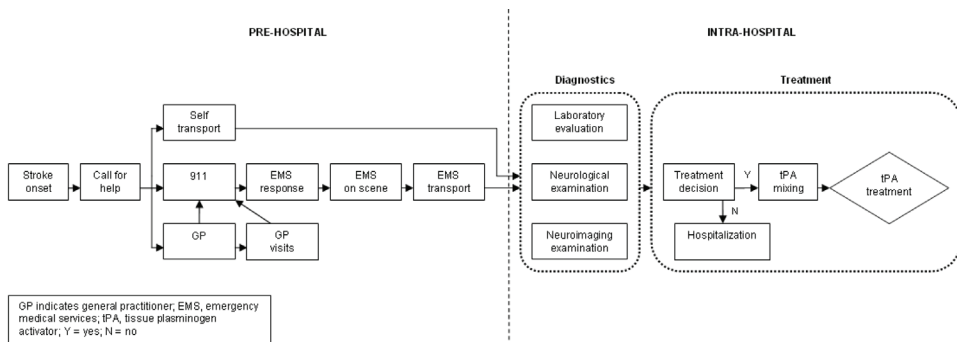 PRE-HOSPITAL
INTRA-HOSPITAL
Diagnostics
Treatment
Self
transport
Laboratory
evaluation
Stroke
onset
Call for
help
911
EMS
response
EMS
on scene
EMS
transport
Neurological
examination
Treatment
decision
Y
tPA
mixing
tPA
treatment
N
GP
GP
visits
Neuroimaging
examination
Hospitalization
GP indicates general practitioner; EMS, emergency
medical services; tPA, tissue plasminogen
activator; Y = yes; N = no